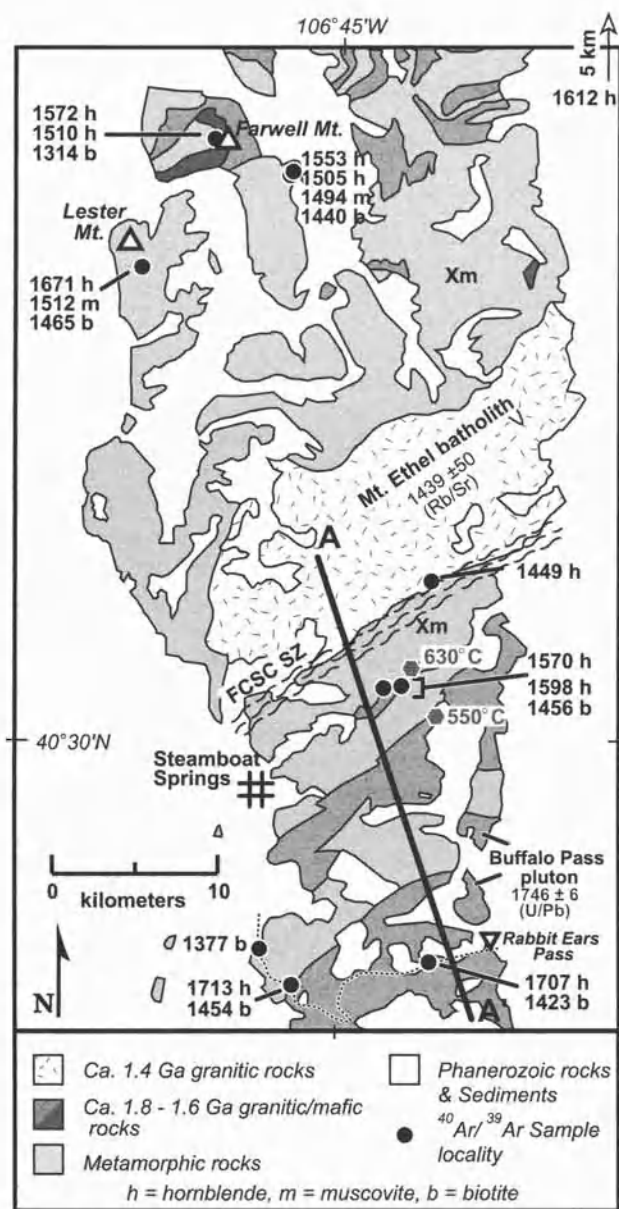 106°45'W
5 km
1612 h
1572 h
1510 h
1314 b
Farwell Mt.
1553 h
1505 h
1494 m
1440 b
Lester
Mt.
1671 h
1512 m
1465 b
Xm
Mt. Ethel batholith
1439 ±50
(Rb/Sr)
A
1449 h
Xm
FCSC SZ
630°C
1570 h
1598 h
1456 b
550°C
40°30'N
Steamboat
Springs
0 10
kilometers
Buffalo Pass
pluton
1746 ± 6
(U/Pb)
Rabbit Ears
Pass
1377 b
1713 h
1454 b
1707 h
1423 b
A'
N
Ca. 1.4 Ga granitic rocks
Ca. 1.8 - 1.6 Ga granitic/mafic
rocks
Metamorphic rocks
Phanerozoic rocks
& Sediments
40Ar/ 39Ar Sample
locality
h = hornblende, m = muscovite, b = biotite